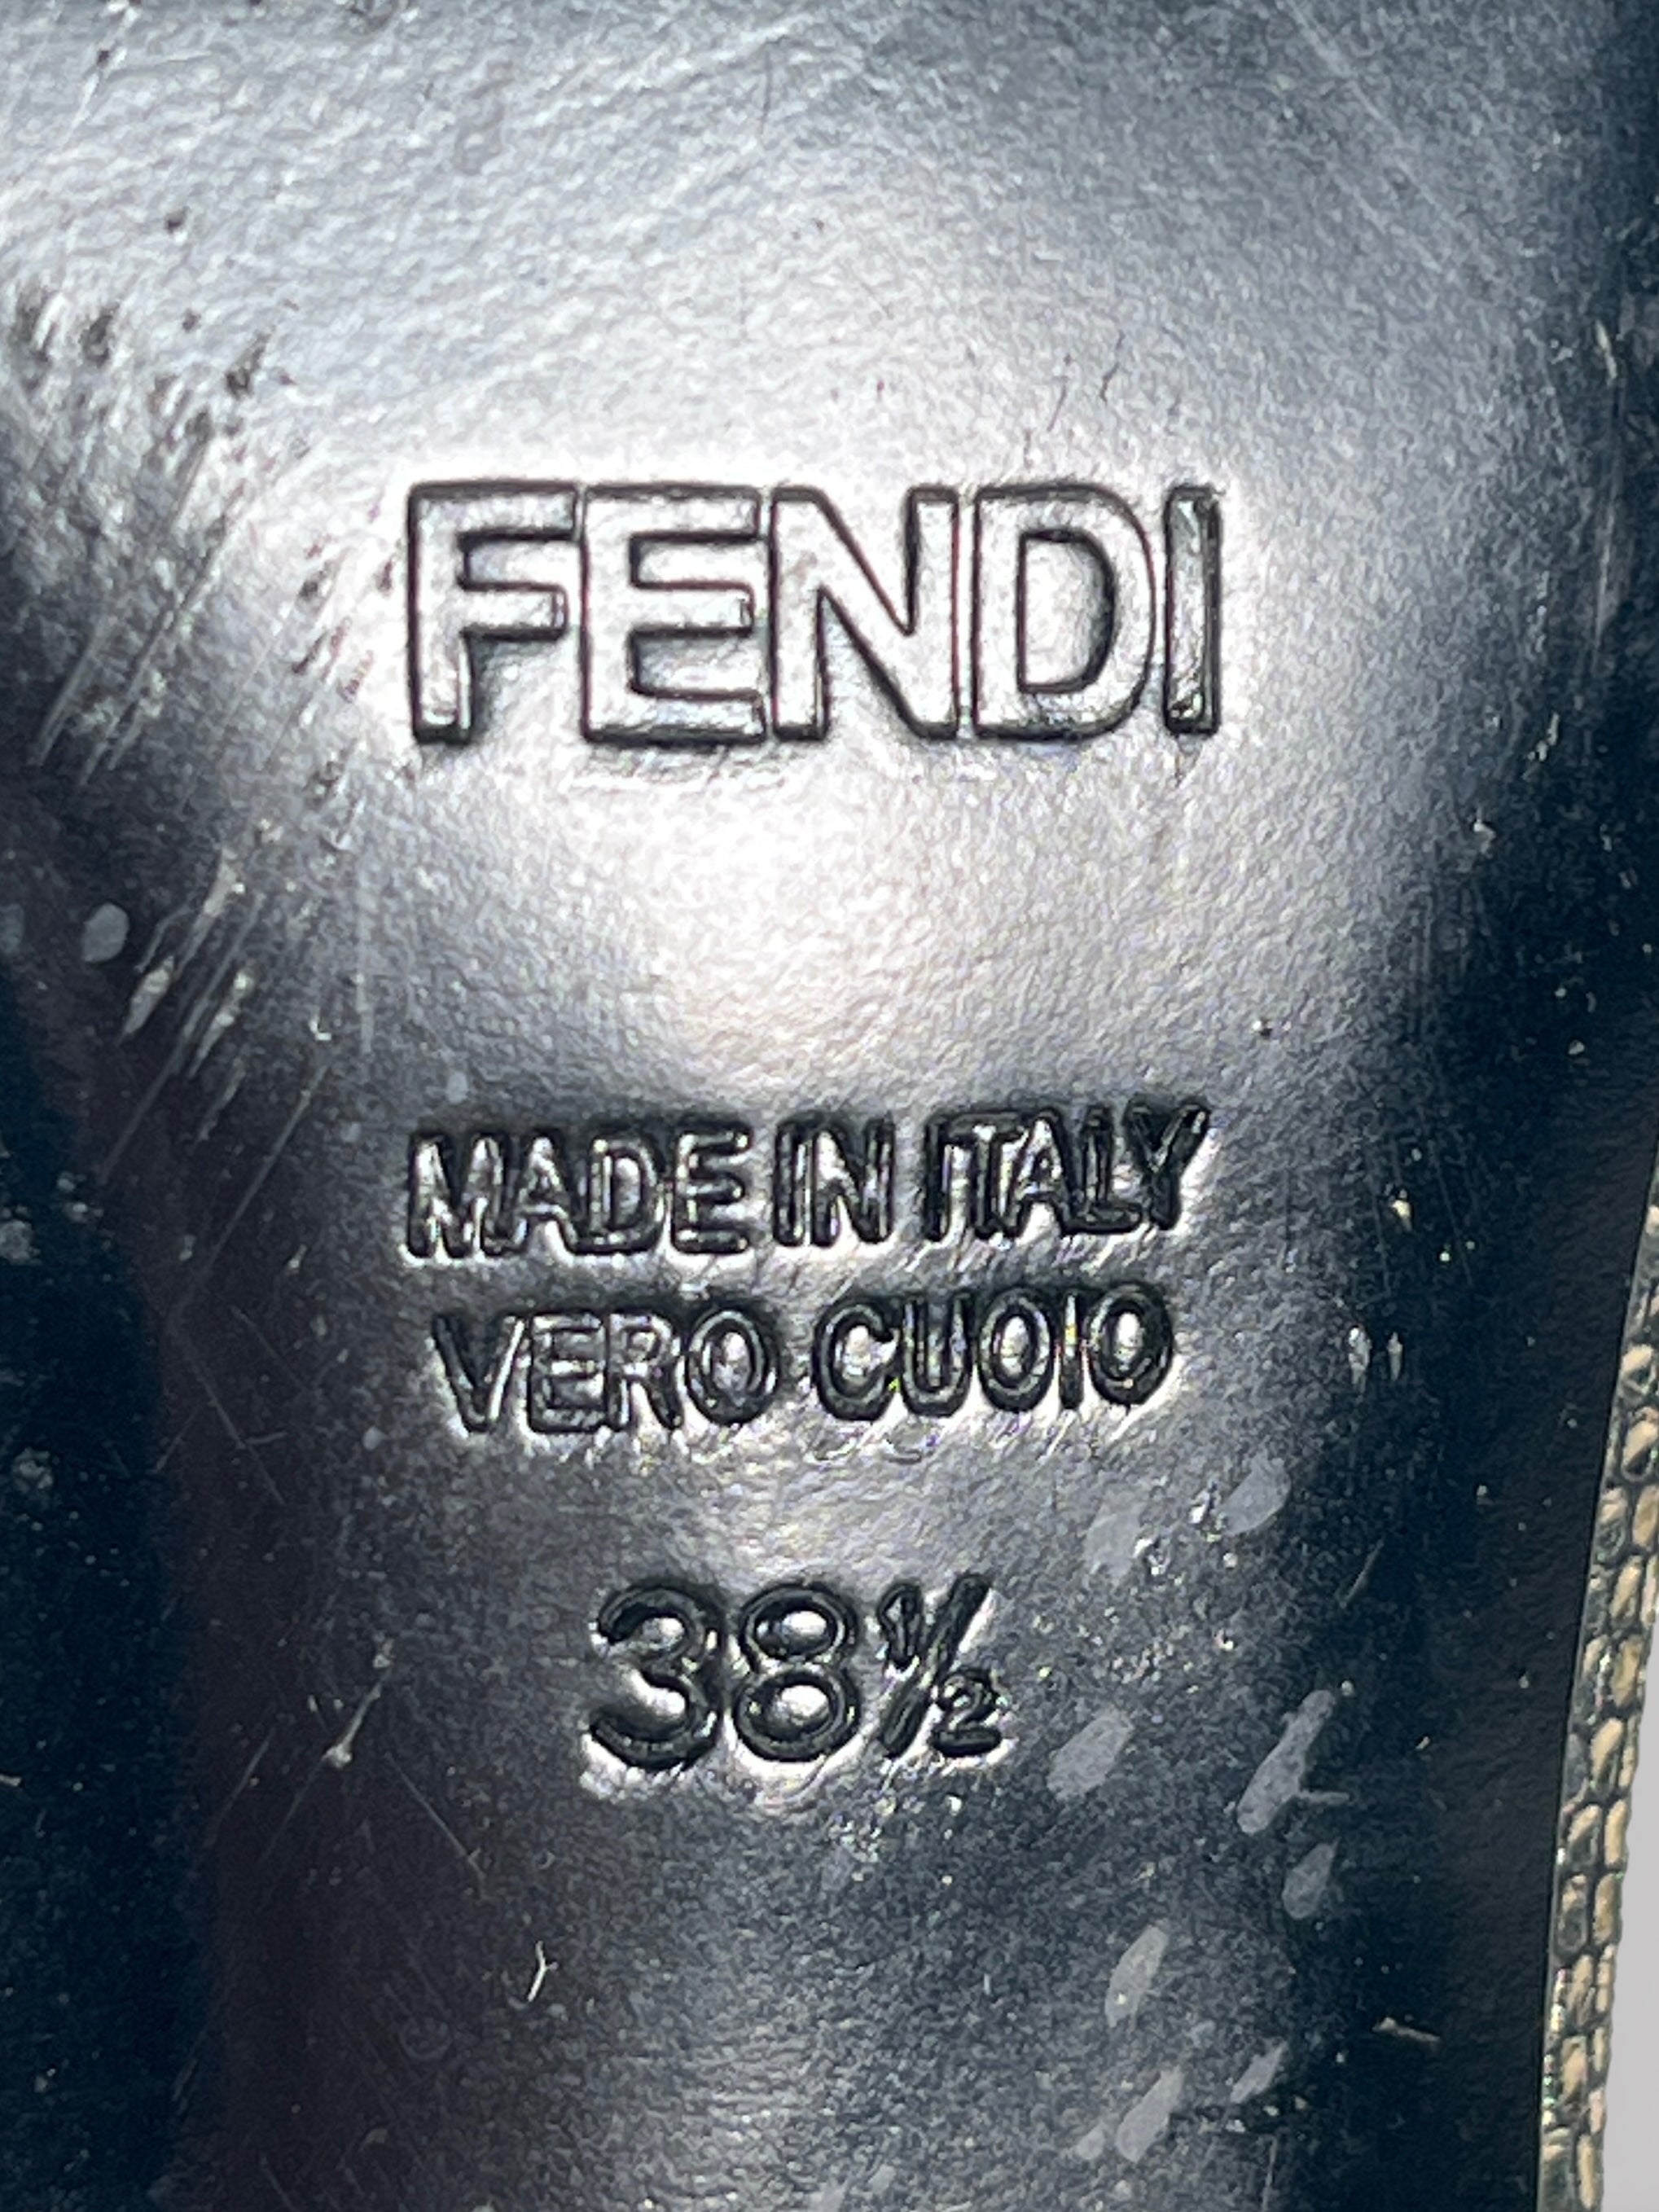 FENDI
MADE IN ITALY
VERO CUOIO
38½